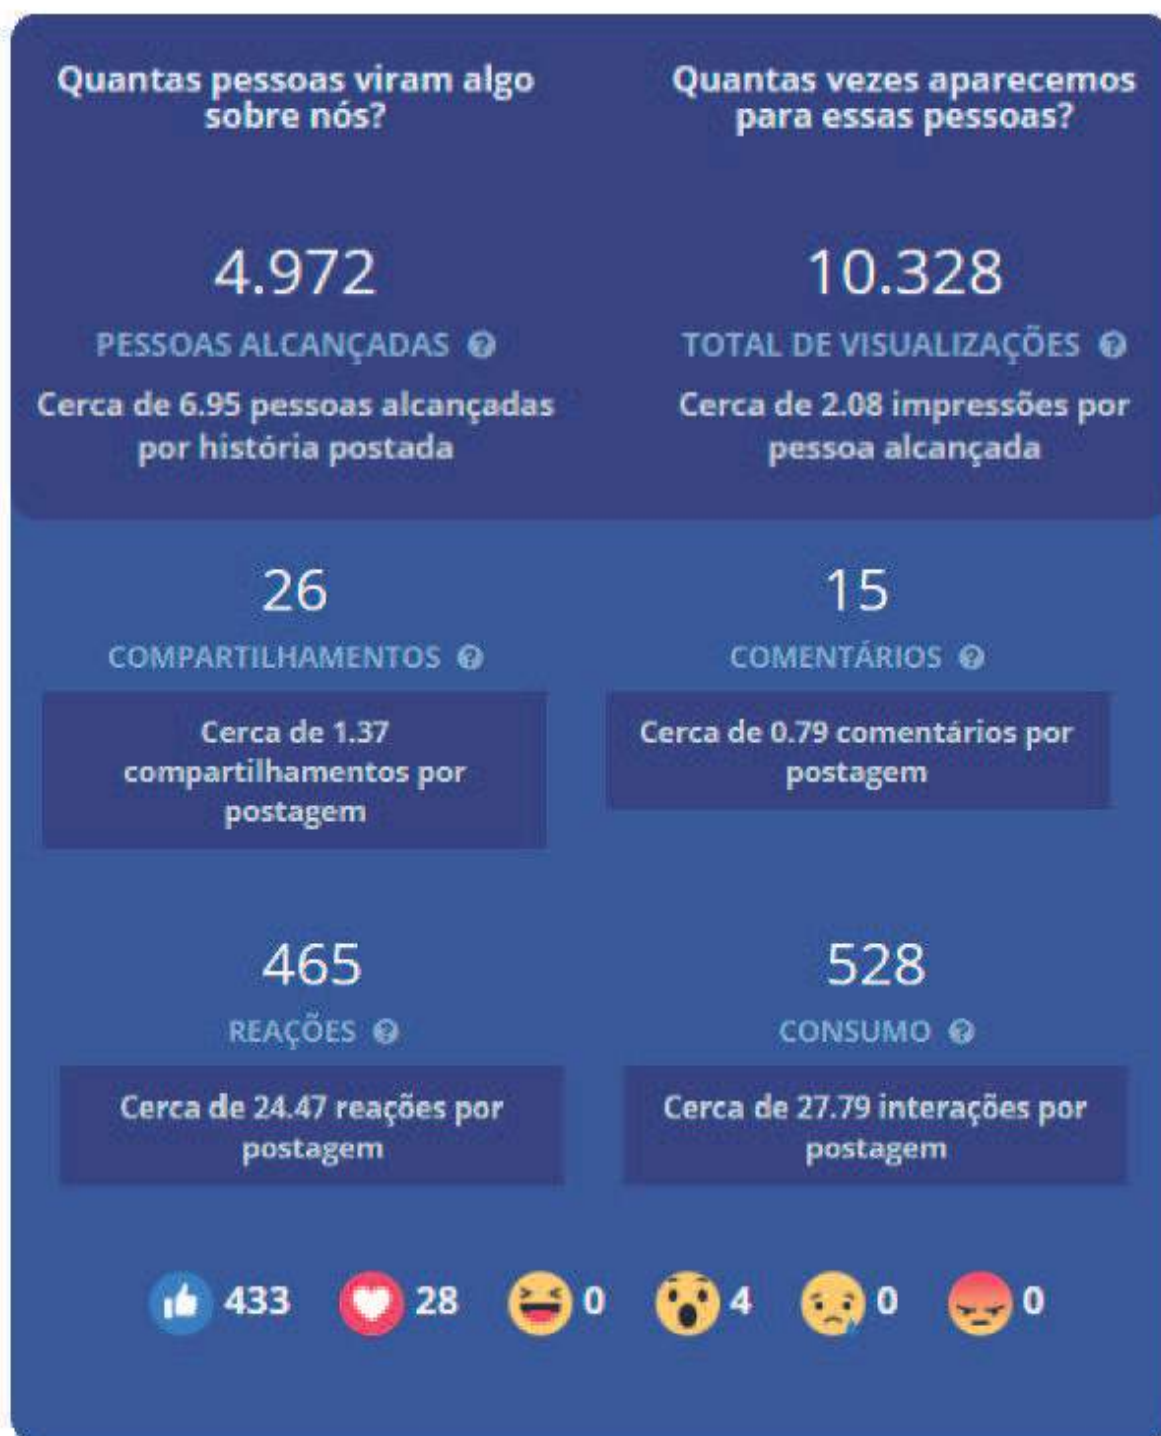 Quantas pessoas viram algo
sobre nós?
Quantas vezes aparecemos
para essas pessoas?
4.972
PESSOAS ALCANÇADAS
Cerca de 6.95 pessoas alcançadas
por história postada
10.328
TOTAL DE VISUALIZAÇÕES
Cerca de 2.08 impressões por
pessoa alcançada
26
COMPARTILHAMENTOS
Cerca de 1.37
compartilhamentos por
postagem
15
COMENTÁRIOS
Cerca de 0.79 comentários por
postagem
465
REAÇÕES
Cerca de 24.47 reações por
postagem
528
CONSUMO
Cerca de 27.79 interações por
postagem
433 28 0 4 0 0